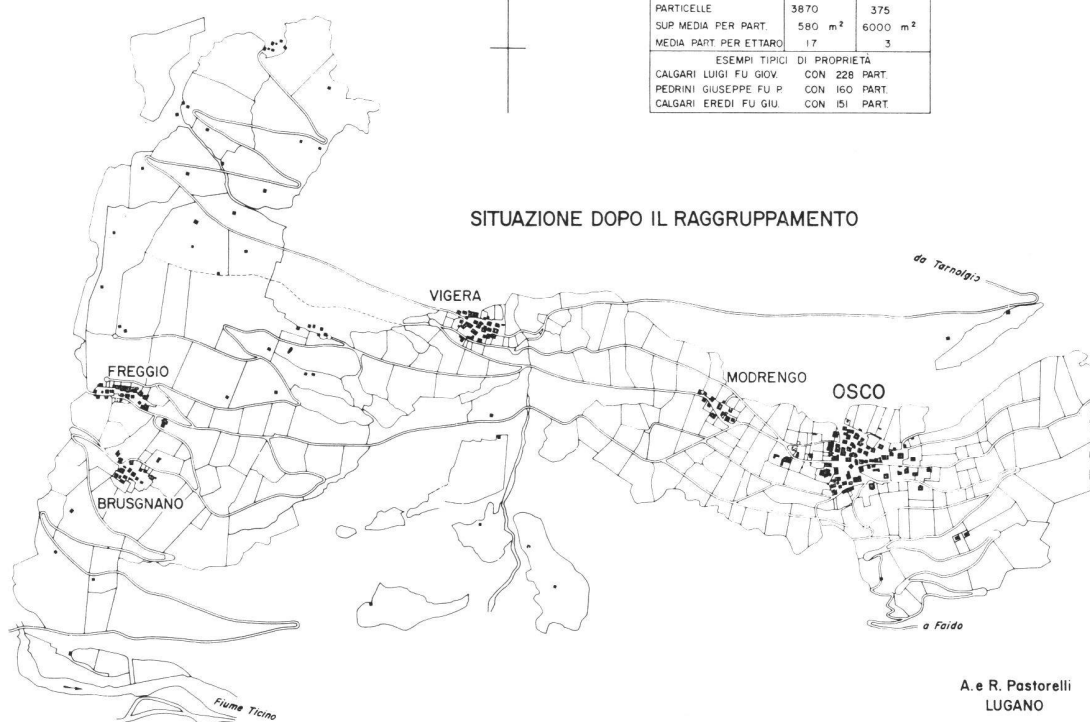 PARTICELLE 3870 375
SUP MEDIA PER PART. 580 m² 6000 m²
MEDIA PART. PER ETTARO 17 3
ESEMPI TIPICI DI PROPRIETÀ
CALGARI LUIGI FU GIOV. CON 228 PART.
PEDRINI GIUSEPPE FU P. CON 160 PART.
CALGARI EREDI FU GIU. CON 151 PART.
SITUAZIONE DOPO IL RAGGRUPPAMENTO
da Tarnolgio
VIGERA
FREGGIO
MODRENGO
OSCO
BRUSGNANO
a Faido
Fiume Ticino
A. e R. Pastorelli
LUGANO